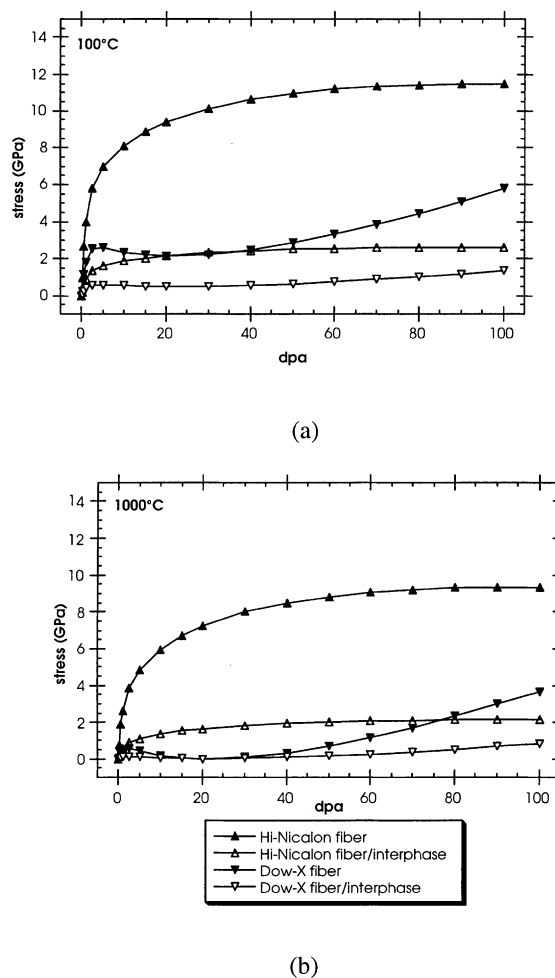 14
12
10
8
6
4
2
0
100°C
stress (GPa)
0 20 40 60 80 100
dpa
(a)
14
12
10
8
6
4
2
0
1000°C
stress (GPa)
0 20 40 60 80 100
dpa
Hi-Nicalon fiber
Hi-Nicalon fiber/interphase
Dow-X fiber
Dow-X fiber/interphase
(b)